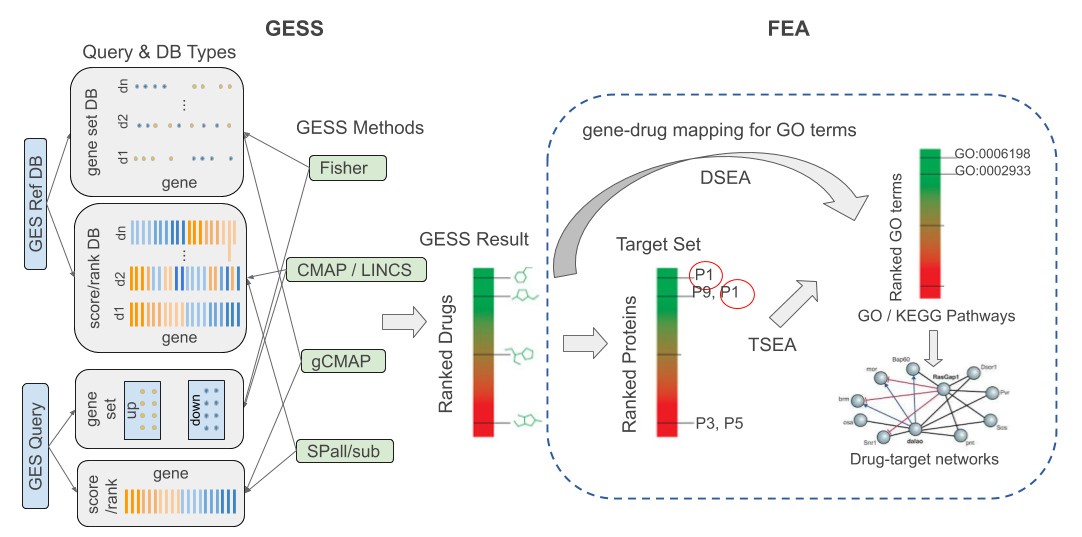 GESS
FEA
Query & DB Types
GES Ref DB
gene set DB
dn
...
d2
d1
gene
score/rank DB
dn
...
d2
d1
gene
GES Query
gene
set
up
down
score
/rank
gene
GESS Methods
Fisher
CMAP / LINCS
gCMAP
SPall/sub
GESS Result
Ranked Drugs
gene-drug mapping for GO terms
DSEA
Target Set
Ranked Proteins
P1
P9, P1
P3, P5
TSEA
Ranked GO terms
GO:0006198
GO:0002933
GO / KEGG Pathways
Bap60
mor
RasGap1
Dsor1
brm
Pvr
osa
Sos
Snr1
dalao
pnt
Drug-target networks